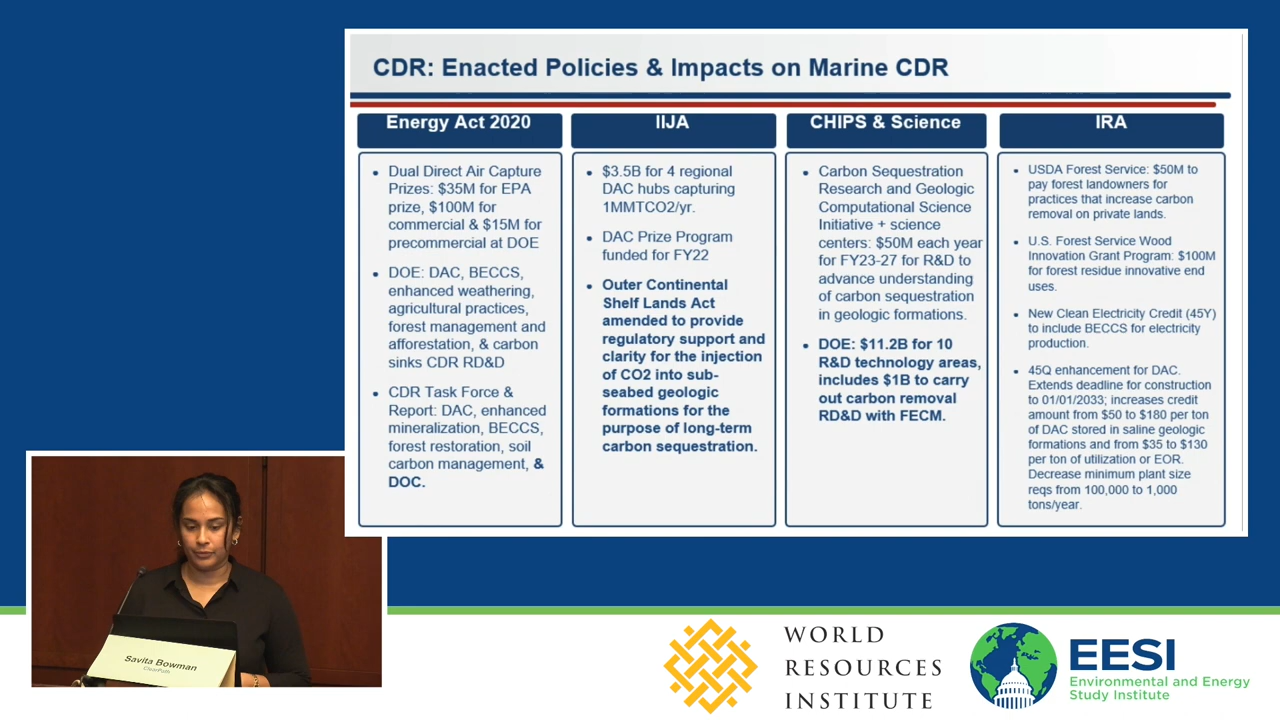 CDR: Enacted Policies & Impacts on Marine CDR
Energy Act 2020
• Dual Direct Air Capture
Prizes: $35M for EPA
prize, $100M for
commercial & $15M for
precommercial at DOE
• DOE: DAC, BECCS,
enhanced weathering,
agricultural practices,
forest management and
afforestation, & carbon
sinks CDR RD&D
• CDR Task Force &
Report: DAC, enhanced
mineralization, BECCS,
forest restoration, soil
carbon management, &
DOC.
IIJA
• $3.5B for 4 regional
DAC hubs capturing
1MMTCO2/yr.
• DAC Prize Program
funded for FY22
• Outer Continental
Shelf Lands Act
amended to provide
regulatory support and
clarity for the injection
of CO2 into sub-
seabed geologic
formations for the
purpose of long-term
carbon sequestration.
CHIPS & Science
• Carbon Sequestration
Research and Geologic
Computational Science
Initiative + science
centers: $50M each year
for FY23-27 for R&D to
advance understanding
of carbon sequestration
in geologic formations.
• DOE: $11.2B for 10
R&D technology areas,
includes $1B to carry
out carbon removal
RD&D with FECM.
IRA
• USDA Forest Service: $50M to
pay forest landowners for
practices that increase carbon
removal on private lands.
• U.S. Forest Service Wood
Innovation Grant Program: $100M
for forest residue innovative end
uses.
• New Clean Electricity Credit (45Y)
to include BECCS for electricity
production.
• 45Q enhancement for DAC.
Extends deadline for construction
to 01/01/2033; increases credit
amount from $50 to $180 per ton
of DAC stored in saline geologic
formations and from $35 to $130
per ton of utilization or EOR.
Decrease minimum plant size
reqs from 100,000 to 1,000
tons/year.
Savita Bowman
ClearPath
WORLD
RESOURCES
INSTITUTE
EESI
Environmental and Energy
Study Institute